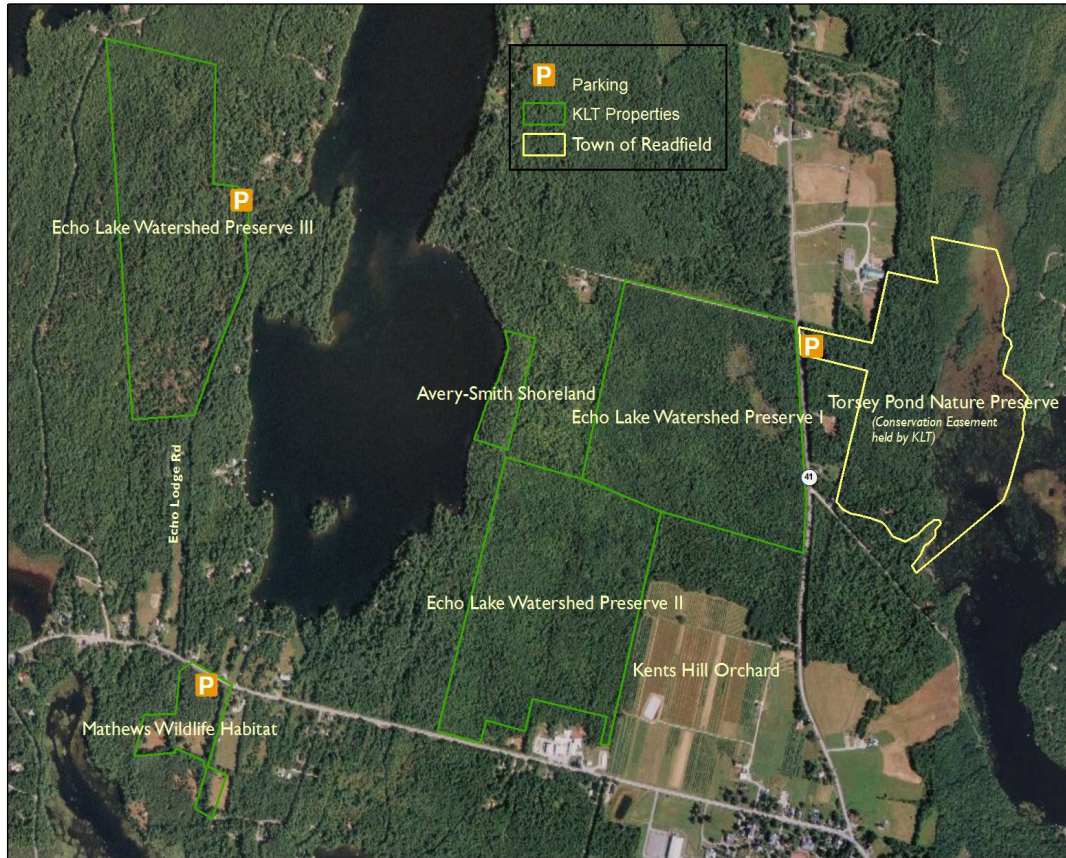 P Parking
KLT Properties
Town of Readfield
P
Echo Lake Watershed Preserve III
P
Avery-Smith Shoreland
Echo Lake Watershed Preserve I
Torsey Pond Nature Preserve
(Conservation Easement
held by KLT)
41
Echo Lodge Rd
Echo Lake Watershed Preserve II
Kents Hill Orchard
P
Mathews Wildlife Habitat